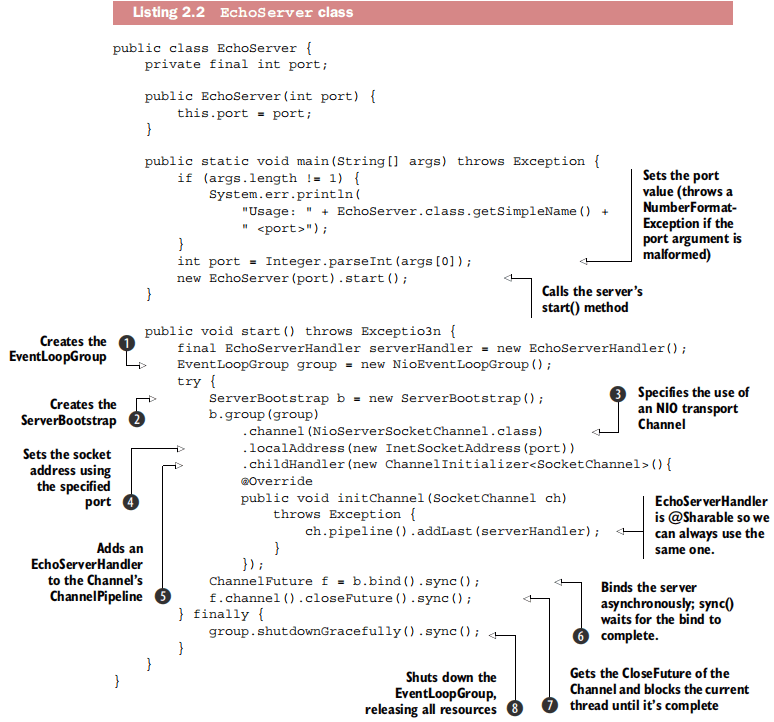 Listing 2.2 EchoServer class
public class EchoServer {
private final int port;
public EchoServer(int port) {
this.port = port;
}
public static void main(String[] args) throws Exception {
if (args.length != 1) {
System.err.println(
"Usage: " + EchoServer.class.getSimpleName() +
" <port>");
}
int port = Integer.parseInt(args[0]);
new EchoServer(port).start();
}
Sets the port
value (throws a
NumberFormat-
Exception if the
port argument is
malformed)
Calls the server's
start() method
public void start() throws Exceptio3n {
final EchoServerHandler serverHandler = new EchoServerHandler();
EventLoopGroup group = new NioEventLoopGroup();
try {
ServerBootstrap b = new ServerBootstrap();
b.group(group)
.channel(NioServerSocketChannel.class)
.localAddress(new InetSocketAddress(port))
.childHandler(new ChannelInitializer<SocketChannel>(){
@Override
public void initChannel(SocketChannel ch)
throws Exception {
ch.pipeline().addLast(serverHandler);
}
});
ChannelFuture f = b.bind().sync();
f.channel().closeFuture().sync();
} finally {
group.shutdownGracefully().sync();
}
}
}
Creates the
EventLoopGroup
1
Creates the
ServerBootstrap
2
3
Specifies the use of
an NIO transport
Channel
Sets the socket
address using
the specified
port
4
Adds an
EchoServerHandler
to the Channel's
ChannelPipeline
5
EchoServerHandler
is @Sharable so we
can always use the
same one.
Binds the server
asynchronously; sync()
waits for the bind to
complete.
6
Gets the CloseFuture of the
Channel and blocks the current
thread until it's complete
7
Shuts down the
EventLoopGroup,
releasing all resources
8